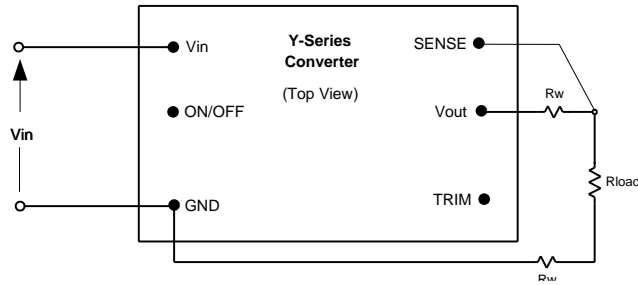 Y-Series
Converter
(Top View)
Vin
SENSE
Rw
ON/OFF
Vout
Vin
Rload
GND
TRIM
Rw